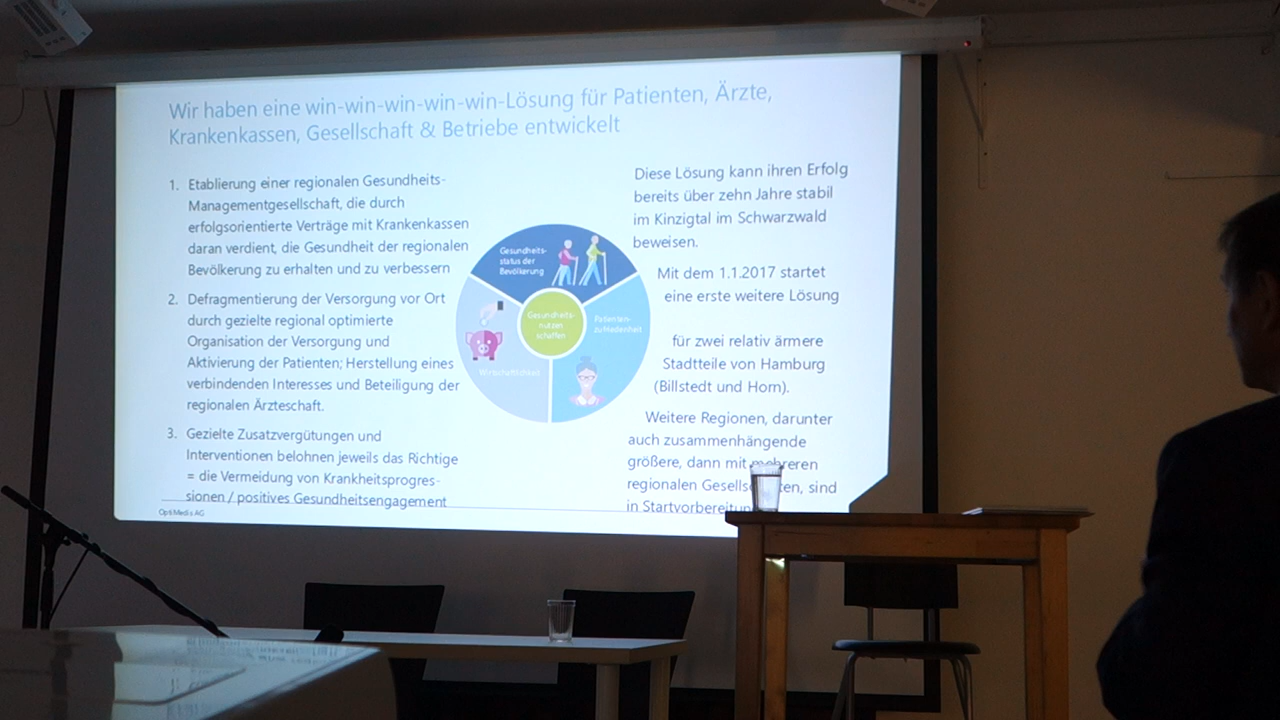 Wir haben eine win-win-win-win-win-Lösung für Patienten, Ärzte,
Krankenkassen, Gesellschaft & Betriebe entwickelt
1. Etablierung einer regionalen Gesundheits-
Managementgesellschaft, die durch
erfolgsorientierte Verträge mit Krankenkassen
daran verdient, die Gesundheit der regionalen
Bevölkerung zu erhalten und zu verbessern
2. Defragmentierung der Versorgung vor Ort
durch gezielte regional optimierte
Organisation der Versorgung und
Aktivierung der Patienten; Herstellung eines
verbindenden Interesses und Beteiligung der
regionalen Ärzteschaft.
3. Gezielte Zusatzvergütungen und
Interventionen belohnen jeweils das Richtige
= die Vermeidung von Krankheitsprogres-
sionen / positives Gesundheitsengagement
OptiMedis AG
Gesundheits-
status der
Bevölkerung
Gesundheits-
nutzen
schaffen
Patienten-
zufriedenheit
Wirtschaftlichkeit
Diese Lösung kann ihren Erfolg
bereits über zehn Jahre stabil
im Kinzigtal im Schwarzwald
beweisen.
Mit dem 1.1.2017 startet
eine erste weitere Lösung
für zwei relativ ärmere
Stadtteile von Hamburg
(Billstedt und Horn).
Weitere Regionen, darunter
auch zusammenhängende
größere, dann mit mehreren
regionalen sind
in